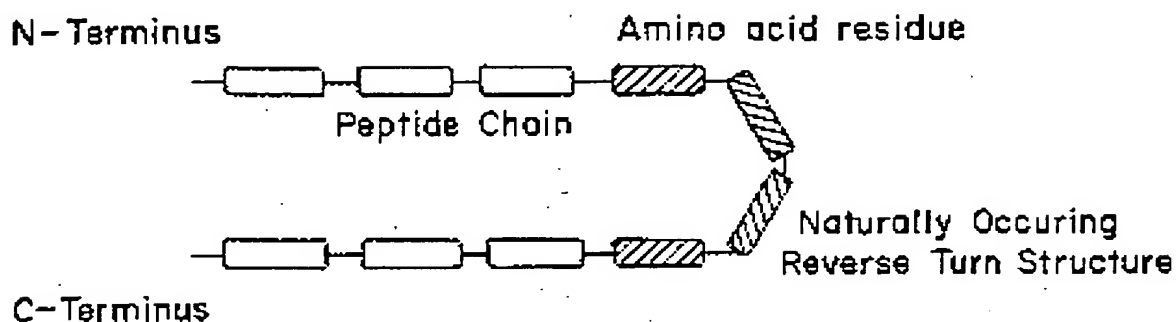 N-Terminus
Amino acid residue
Peptide Chain
Naturally Occuring
Reverse Turn Structure
C-Terminus